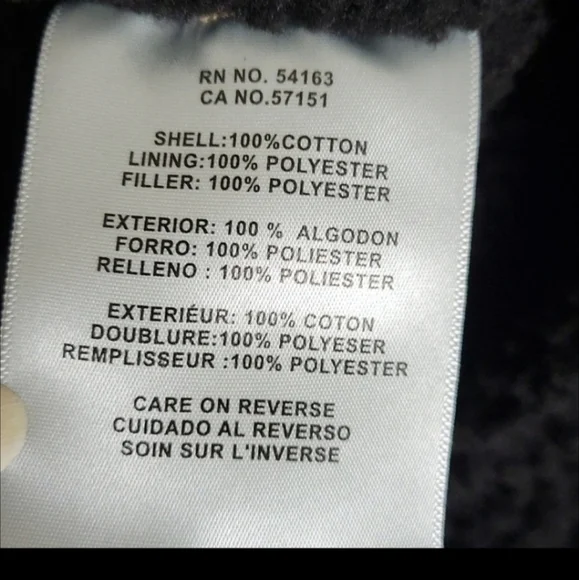 RN NO. 54163
CA NO.57151
SHELL:100%COTTON
LINING:100% POLYESTER
FILLER: 100% POLYESTER
EXTERIOR: 100 % ALGODON
FORRO: 100% POLIESTER
RELLENO : 100% POLIESTER
EXTERIÉUR: 100% COTON
DOUBLURE:100% POLYESER
REMPLISSEUR :100% POLYESTER
CARE ON REVERSE
CUIDADO AL REVERSO
SOIN SUR L'INVERSE